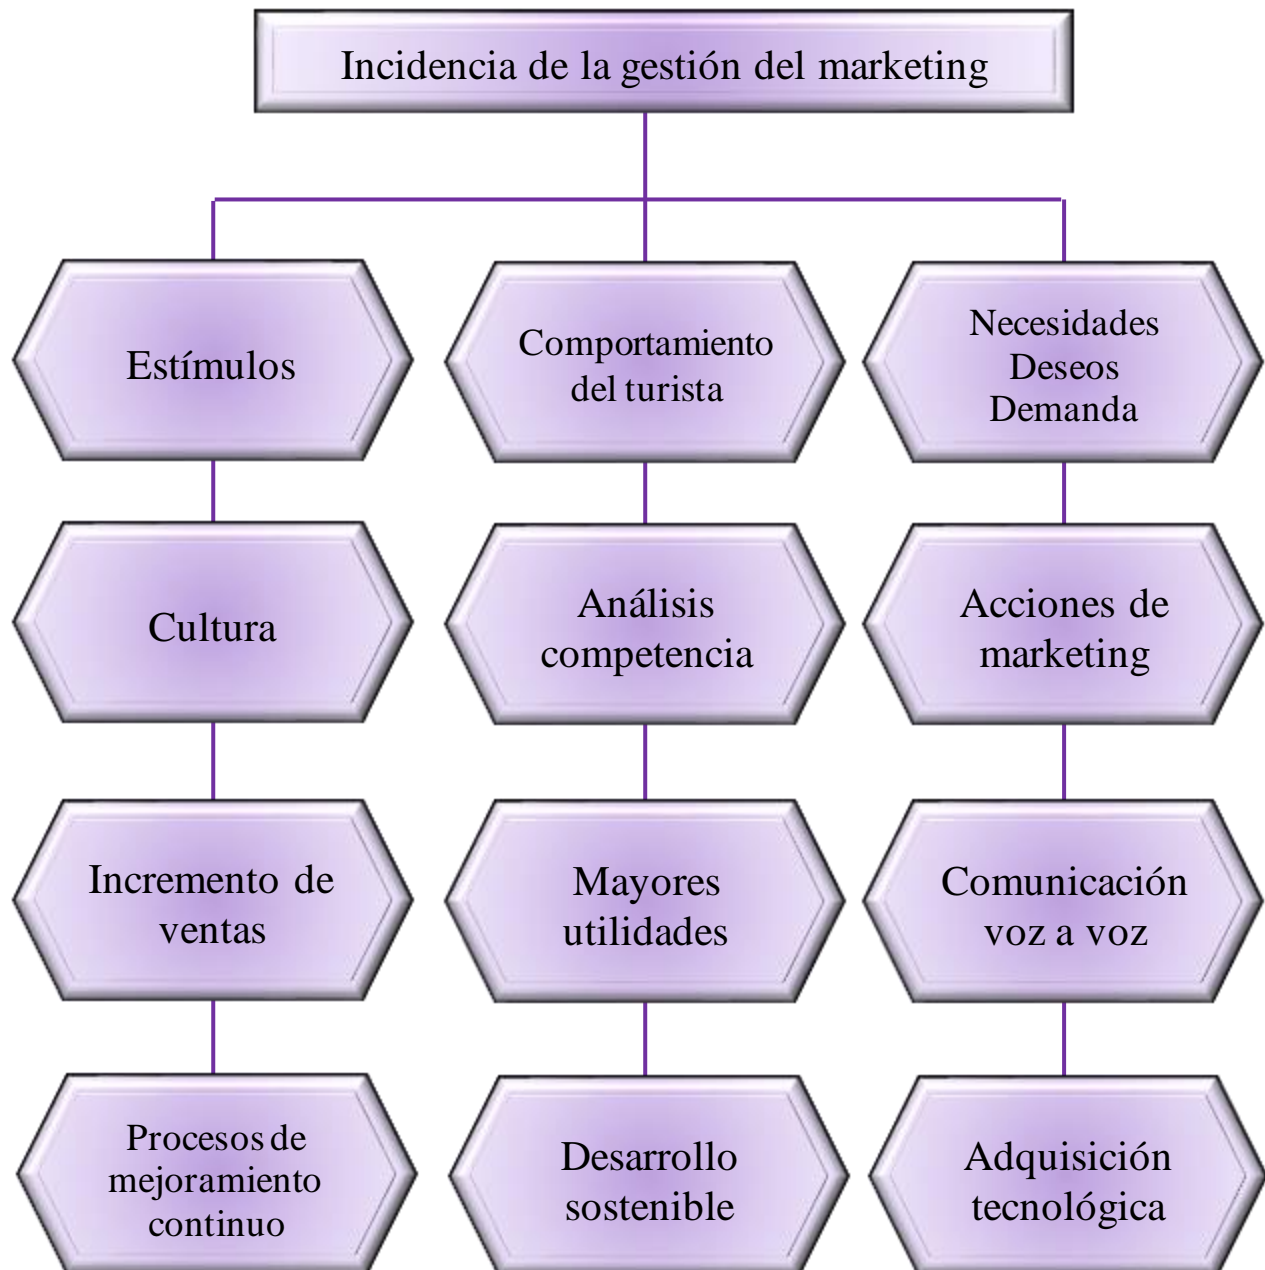 Incidencia de la gestión del marketing
Estímulos
Comportamiento
del turista
Necesidades
Deseos
Demanda
Cultura
Análisis
competencia
Acciones de
marketing
Incremento de
ventas
Mayores
utilidades
Comunicación
voz a voz
Procesos de
mejoramiento
continuo
Desarrollo
sostenible
Adquisición
tecnológica